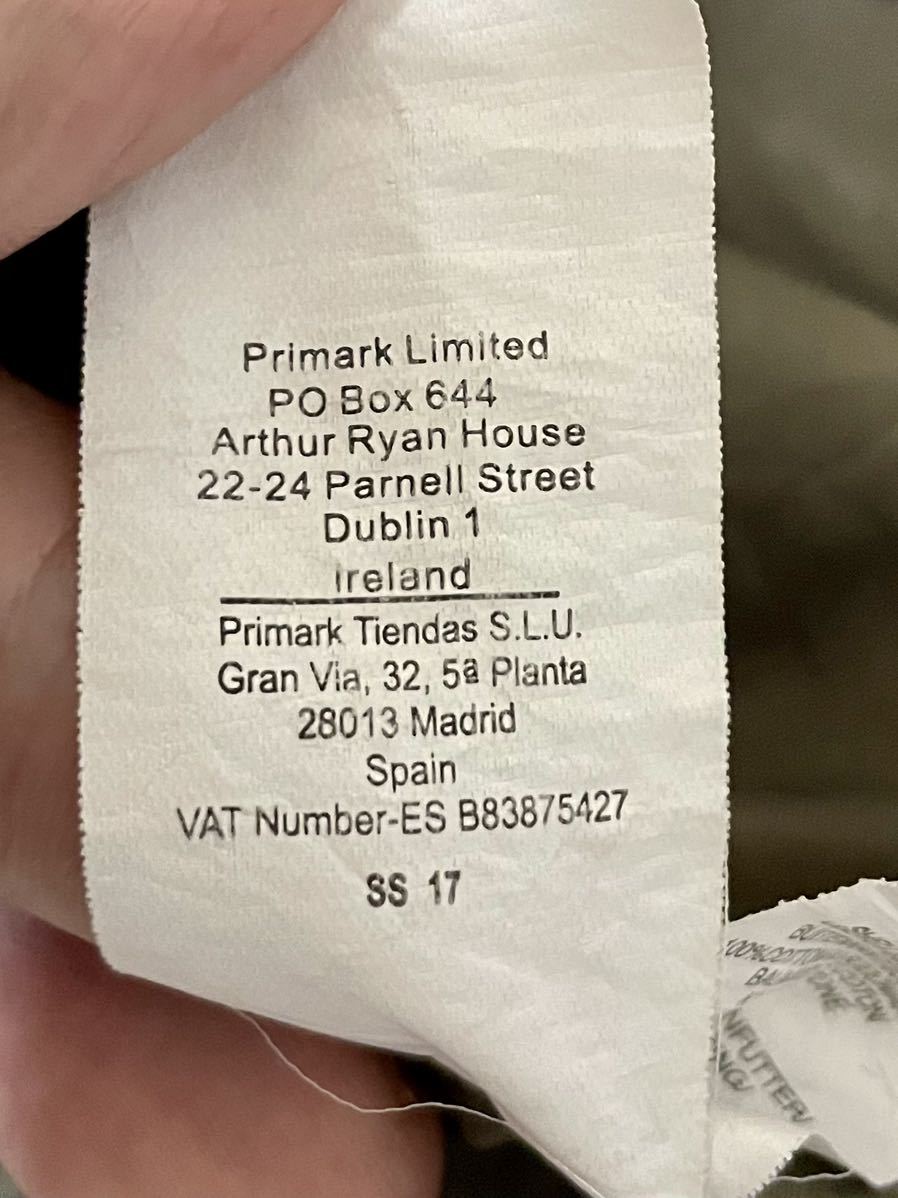 Primark Limited
PO Box 644
Arthur Ryan House
22-24 Parnell Street
Dublin 1
Ireland
Primark Tiendas S.L.U.
Gran Via, 32, 5ª Planta
28013 Madrid
Spain
VAT Number-ES B83875427
SS 17